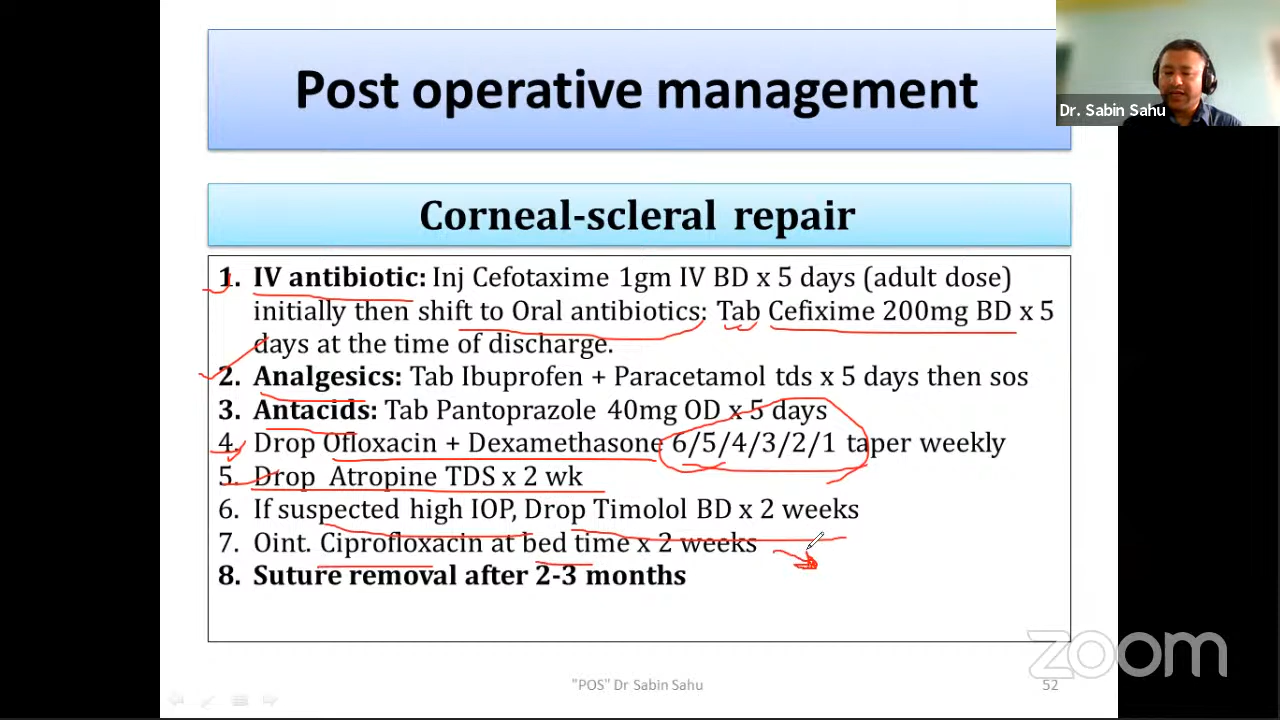 Post operative management
Dr. Sabin Sahu
Corneal-scleral repair
1. IV antibiotic: Inj Cefotaxime 1gm IV BD x 5 days (adult dose)
initially then shift to Oral antibiotics: Tab Cefixime 200mg BD x 5
days at the time of discharge.
2. Analgesics: Tab Ibuprofen + Paracetamol tds x 5 days then sos
3. Antacids: Tab Pantoprazole 40mg OD x 5 days
4. Drop Ofloxacin + Dexamethasone 6/5/4/3/2/1 taper weekly
5. Drop Atropine TDS x 2 wk
6. If suspected high IOP, Drop Timolol BD x 2 weeks
7. Oint. Ciprofloxacin at bed time x 2 weeks
8. Suture removal after 2-3 months
zoom
"POS" Dr Sabin Sahu
52